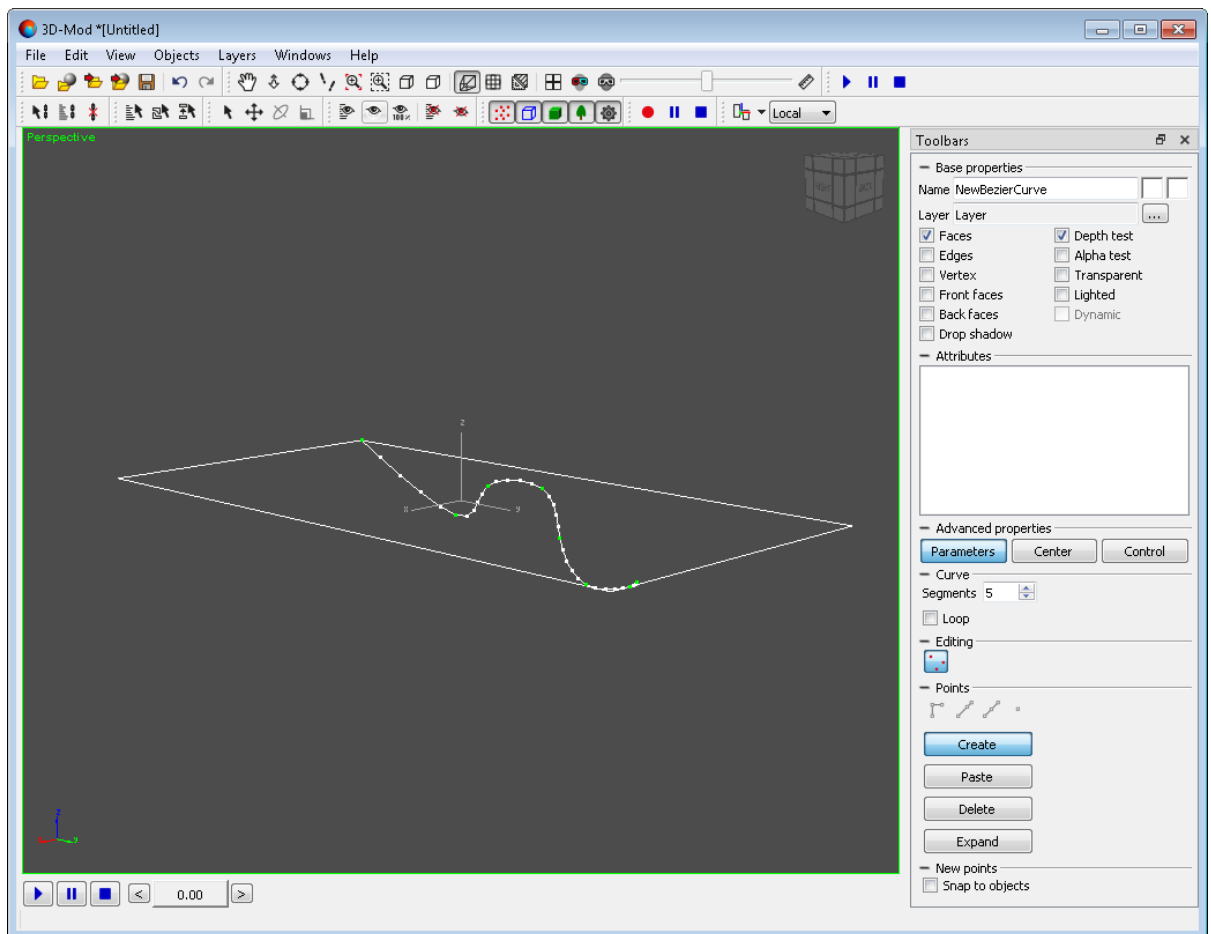 3D-Mod *[Untitled]
File Edit View Objects Layers Windows Help
100%
Local
Perspective
Toolbars
Base properties
Name NewBezierCurve
Layer Layer
...
Faces Depth test
Edges Alpha test
Vertex Transparent
Front faces Lighted
Back faces Dynamic
Drop shadow
Attributes
z
x
y
Advanced properties
Parameters Center Control
Curve
Segments 5
Loop
Editing
Points
Create
Paste
Delete
Expand
z
y
New points
Snap to objects
< 0.00 >